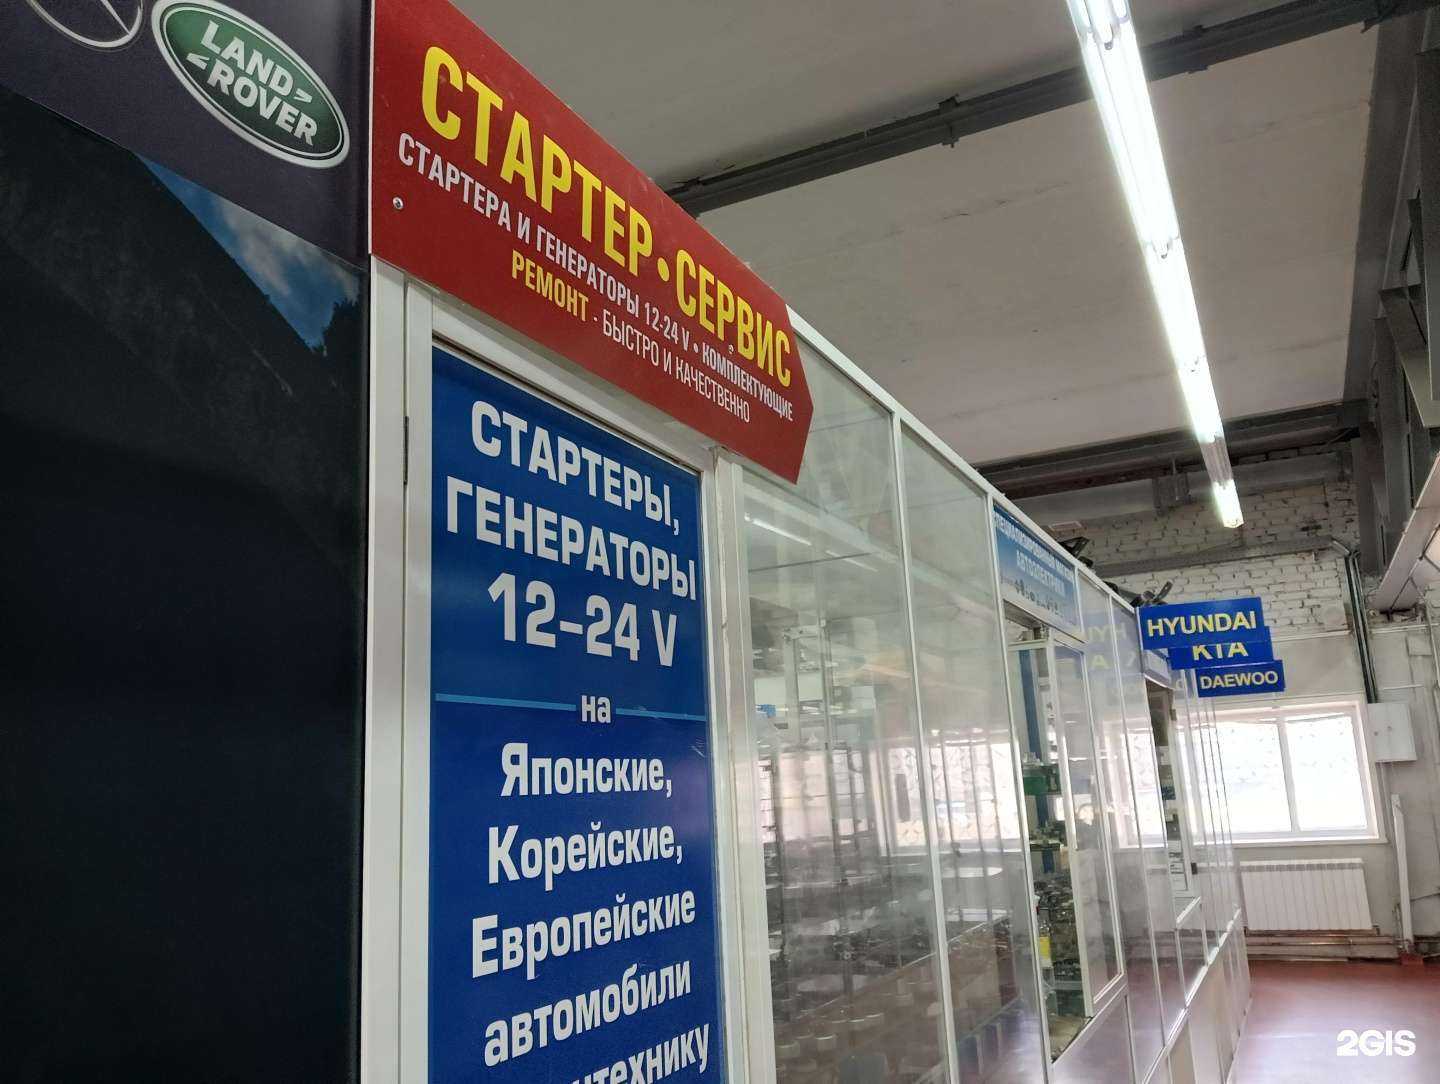 LAND
ROVER
СТАРТЕР•СЕРВИС
СТАРТЕРА И ГЕНЕРАТОРЫ 12-24 V • КОМПЛЕКТУЮЩИЕ
РЕМОНТ - БЫСТРО И КАЧЕСТВЕННО
СТАРТЕРЫ,
ГЕНЕРАТОРЫ
12-24 V
на
Японские,
Корейские,
Европейские
автомобили
АВТОЭЛЕКТРИКИ
HYUNDAI
KIA
DAEWOO
2GIS